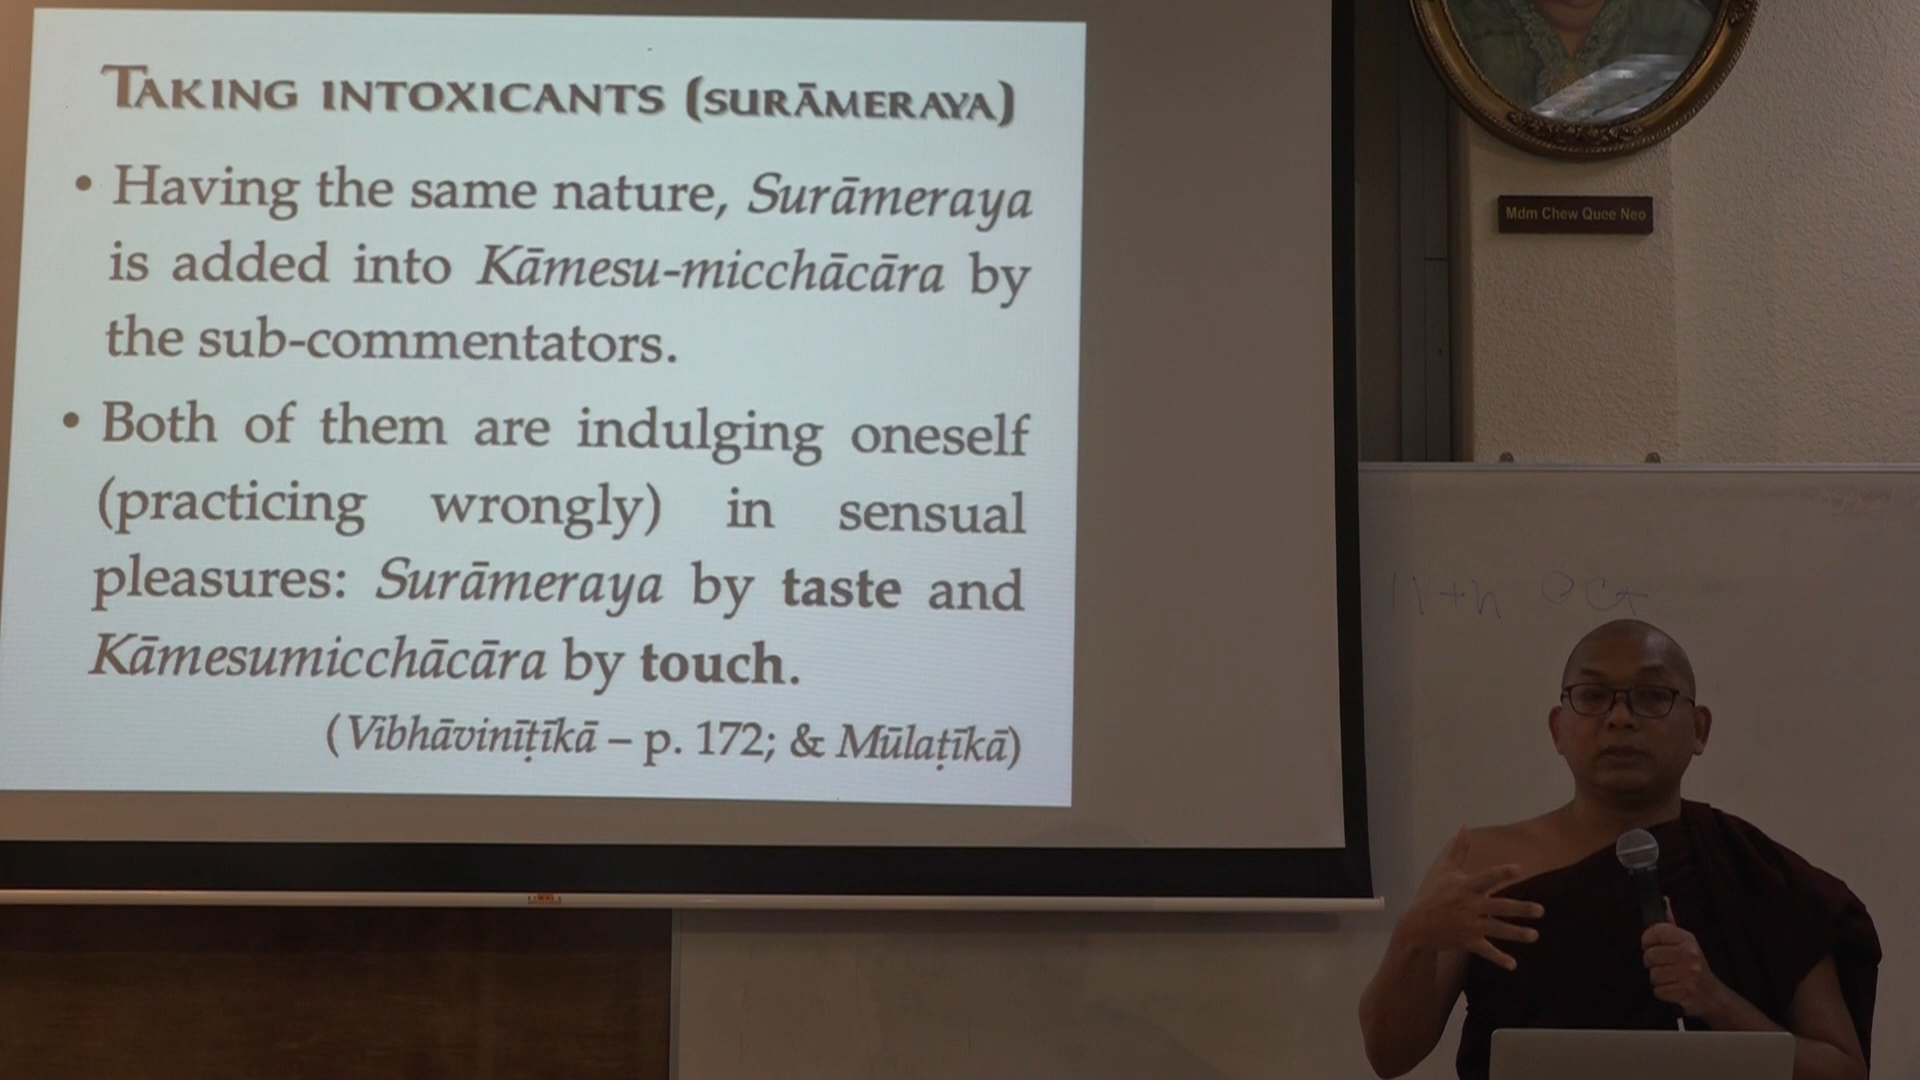 TAKING INTOXICANTS (SURĀMERAYA)
• Having the same nature, Surāmeraya
is added into Kāmesu-micchācāra by
the sub-commentators.
• Both of them are indulging oneself
(practicing wrongly) in sensual
pleasures: Surāmeraya by taste and
Kāmesumicchācāra by touch.
(Vibhāvinīṭīkā – p. 172; & Mūlaṭīkā)
Mdm Chew Quee Neo